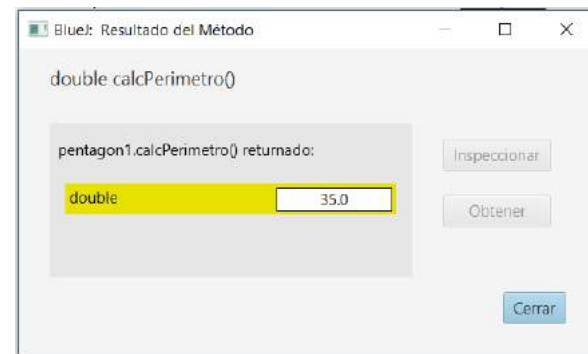 BlueJ: Resultado del Método
double calcPerimetro()
pentagon1.calcPerimetro() returnado:
double 35.0
Inspeccionar
Obtener
Cerrar